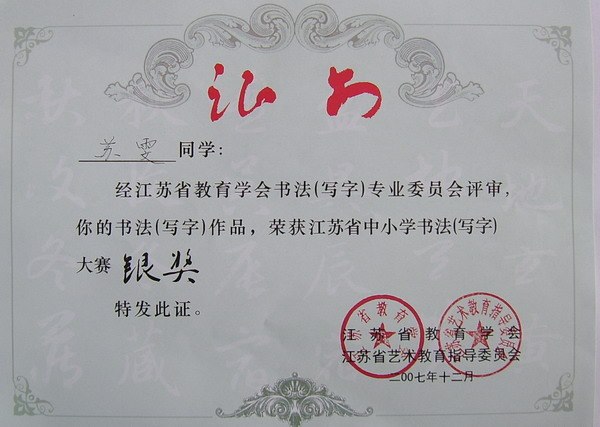 证书
苏雯 同学:
经江苏省教育学会书法(写字)专业委员会评审,
你的书法(写字)作品，荣获江苏省中小学书法(写字)
大赛 银奖
特发此证。
江苏省教育学会
江苏省艺术教育指导委员会
二00七年十二月